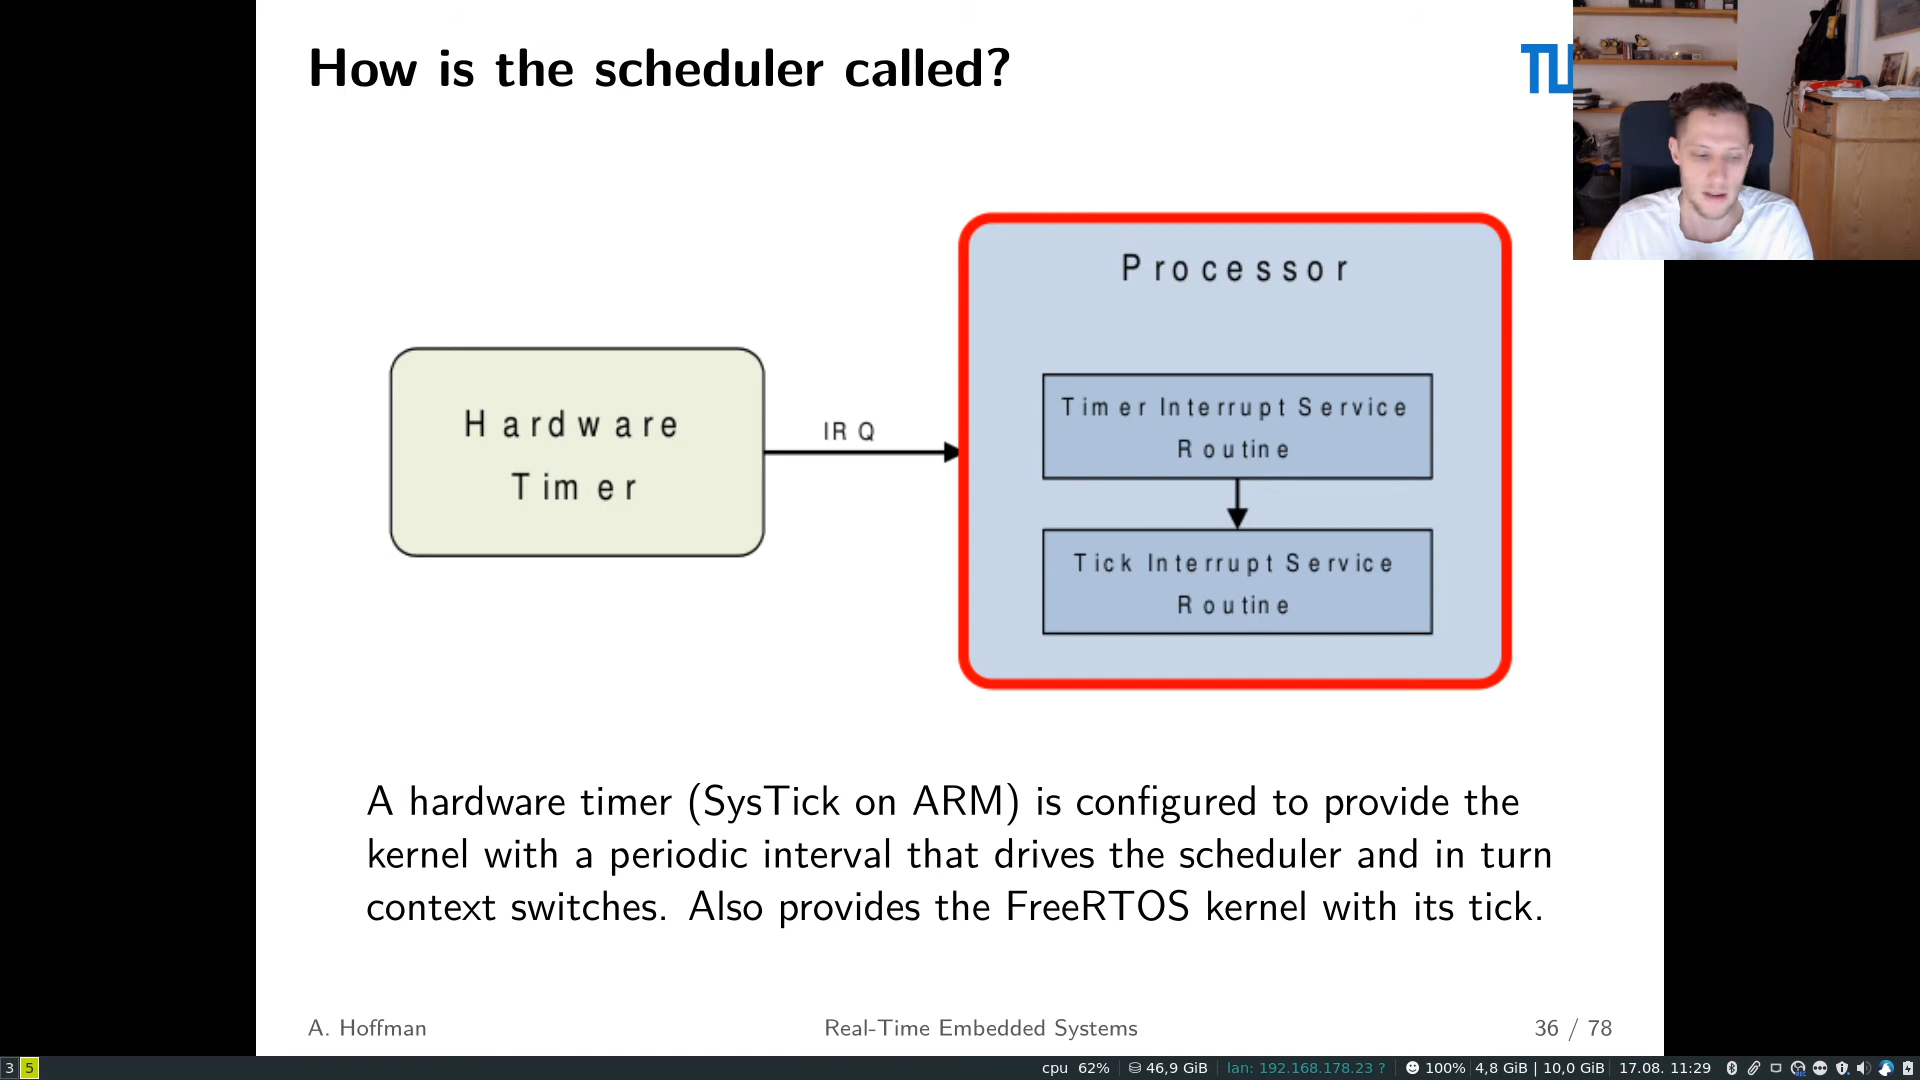 How is the scheduler called?
Processor
Hardware
Timer
IRQ
Timer Interrupt Service
Routine
Tick Interrupt Service
Routine
A hardware timer (SysTick on ARM) is configured to provide the
kernel with a periodic interval that drives the scheduler and in turn
context switches. Also provides the FreeRTOS kernel with its tick.
A. Hoffman
Real-Time Embedded Systems
36 / 78
3 5
cpu 62% 46,9 GiB lan: 192.168.178.23 ? 100% 4,8 GiB | 10,0 GiB 17.08. 11:29